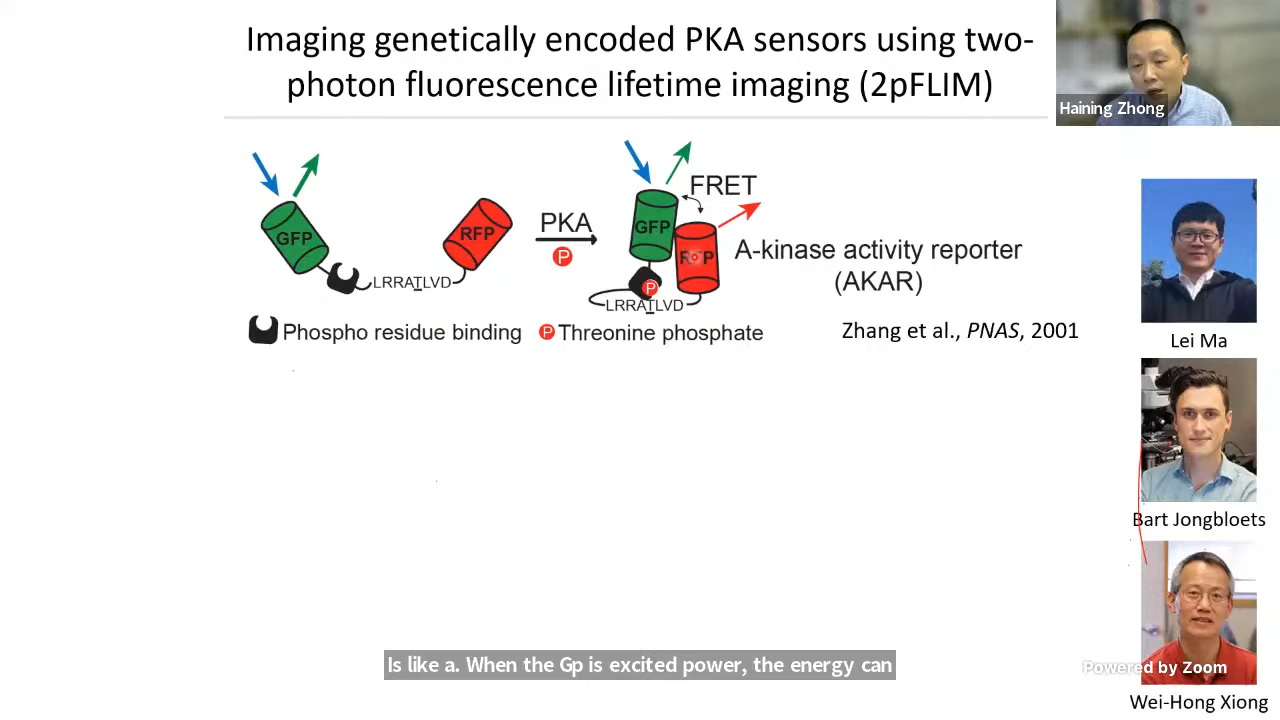 Imaging genetically encoded PKA sensors using two-
photon fluorescence lifetime imaging (2pFLIM)
Haining Zhong
FRET
GFP
RFP
PKA
P
GFP
P
LRRATLVD
P
LRRATLVD
A-kinase activity reporter
(AKAR)
Phospho residue binding
P Threonine phosphate
Zhang et al., PNAS, 2001
Lei Ma
Bart Jongbloets
Is like a. When the Gp is excited power, the energy can
Powered by Zoom
Wei-Hong Xiong